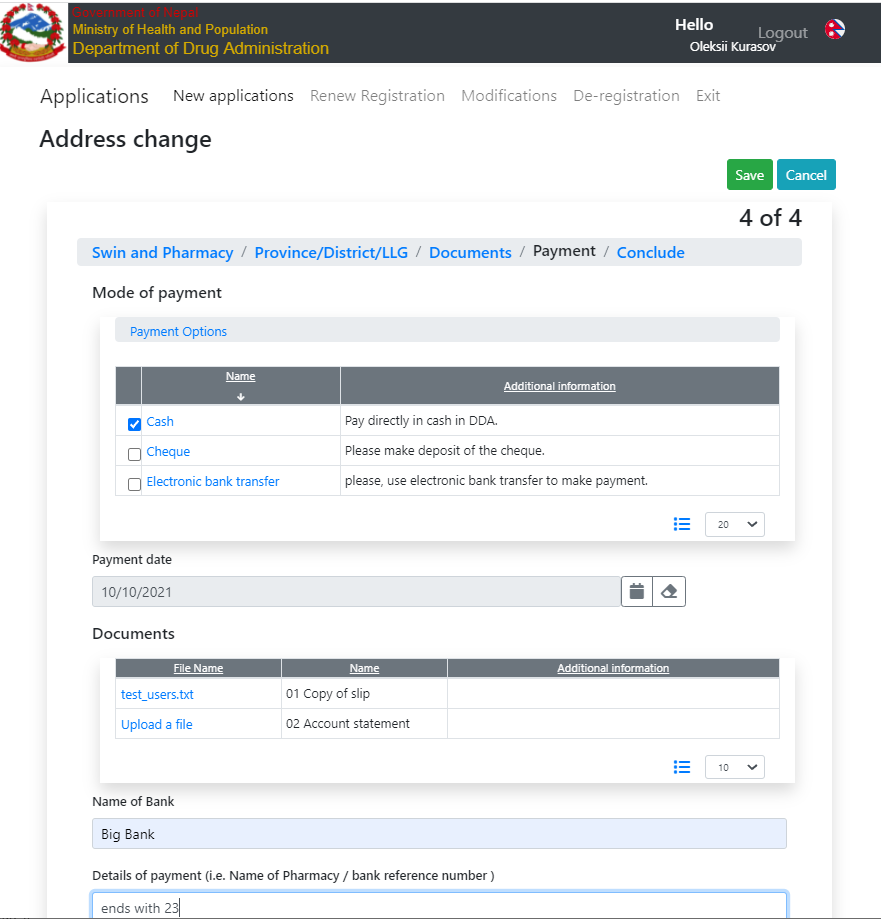 Government of Nepal
Ministry of Health and Population
Department of Drug Administration
Hello
Oleksii Kurasov
Logout
Applications New applications Renew Registration Modifications De-registration Exit
Address change
Save Cancel
4 of 4
Swin and Pharmacy / Province/District/LLG / Documents / Payment / Conclude
Mode of payment
Payment Options
Name Additional information
Cash Pay directly in cash in DDA.
Cheque Please make deposit of the cheque.
Electronic bank transfer please, use electronic bank transfer to make payment.
20
Payment date
10/10/2021
Documents
File Name Name Additional information
test_users.txt 01 Copy of slip
Upload a file 02 Account statement
10
Name of Bank
Big Bank
Details of payment (i.e. Name of Pharmacy / bank reference number )
ends with 23